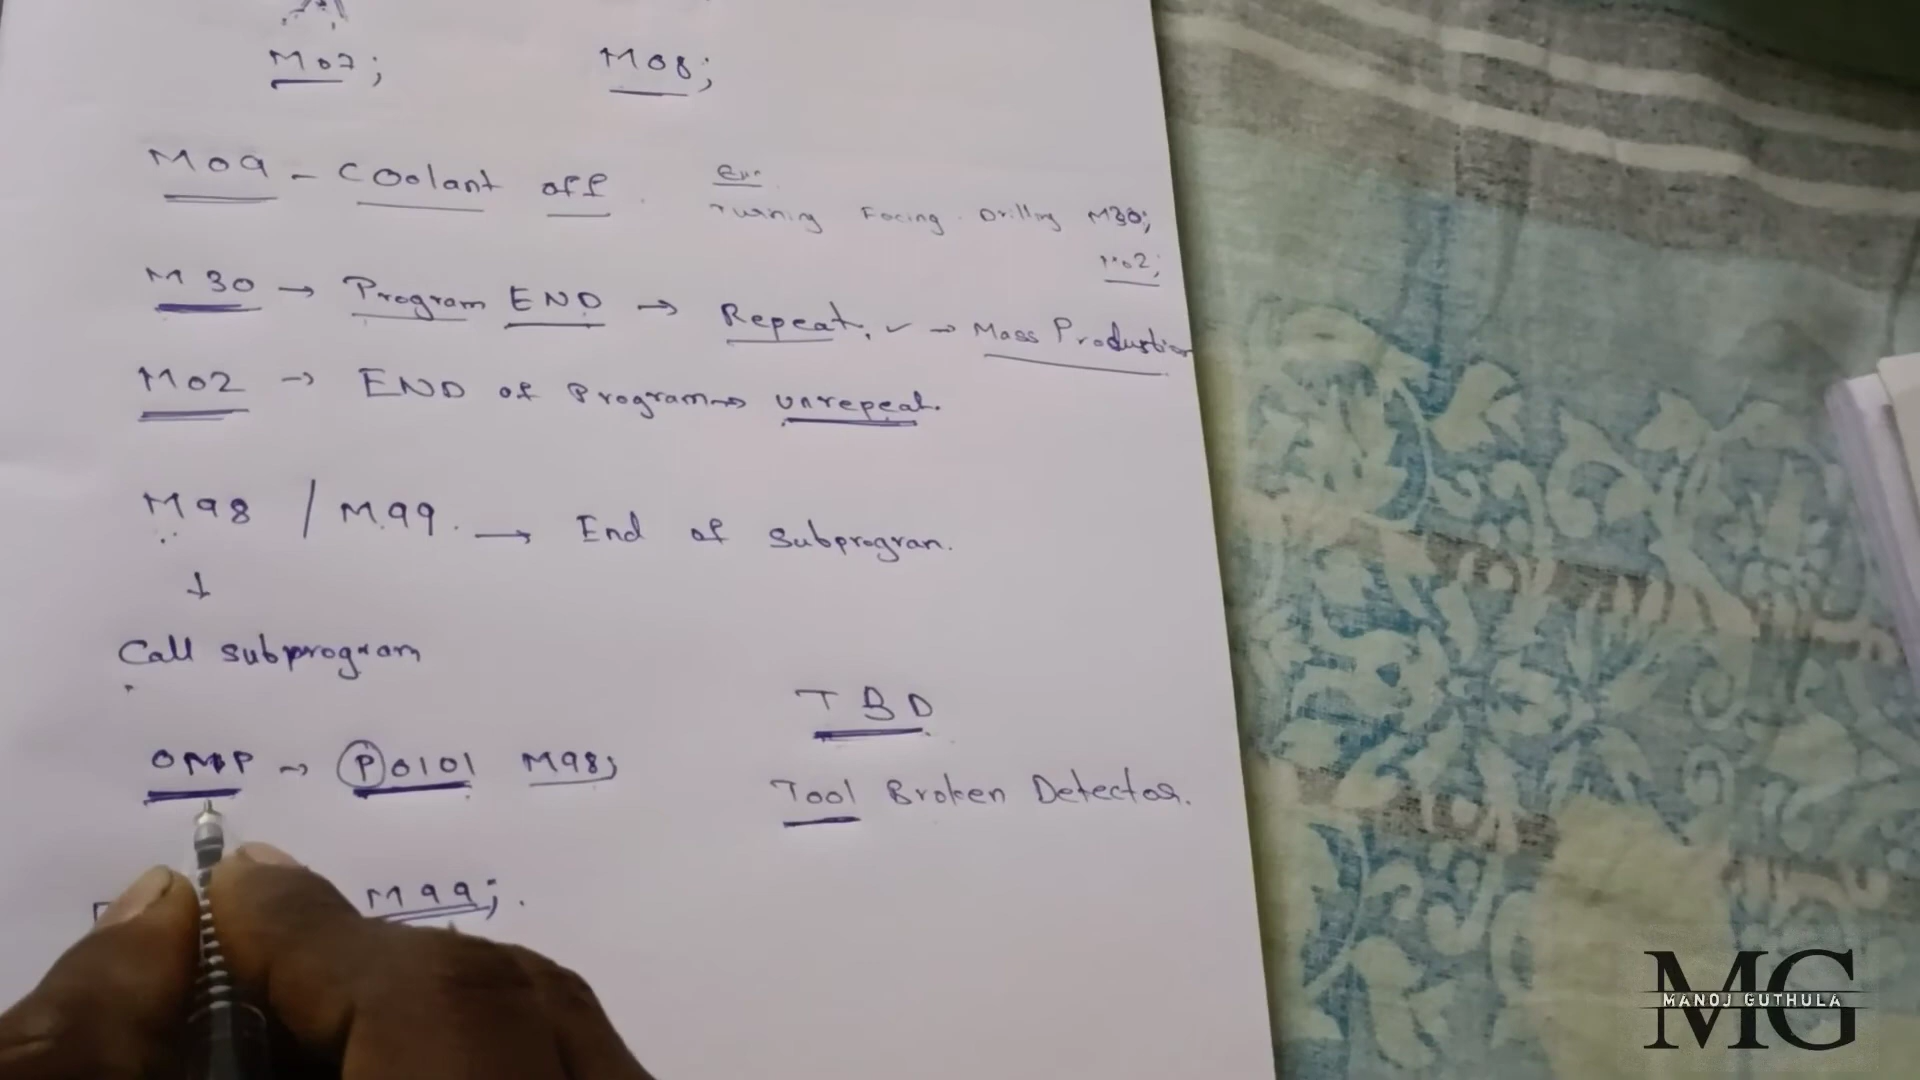 M07; M08;
M09 - Coolant off.
Turning Facing Drilling M30;
M02;
M30 → Program END → Repeat. ✓ → Mass Production
M02 → END of Program → unrepeat.
M98 / M99. → End of Subprogran.
↓
Call subprogram
TBD
OMP → P0101 M98;
Tool Broken Detector.
M99;.
MG
MANOJ GUTHULA